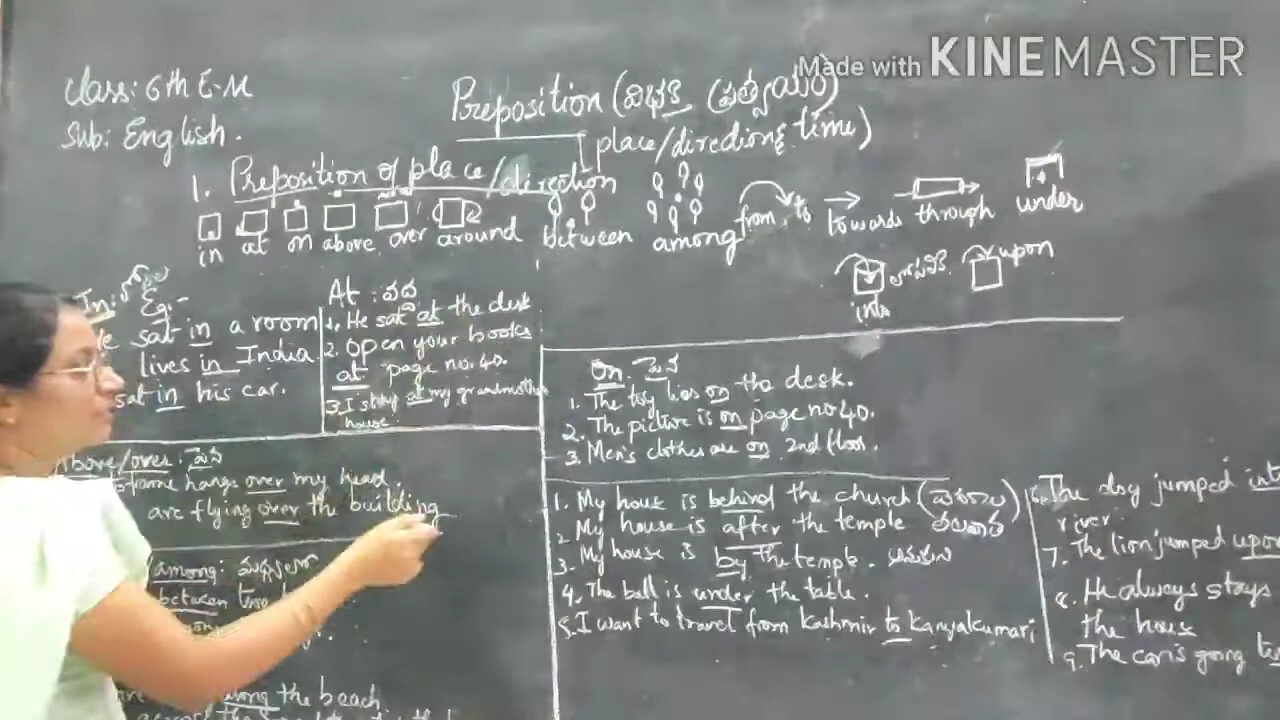 Made with KINEMASTER
Class: 6th E-M
Sub: English.
Preposition (విభక్తి ప్రత్యయం)
[place/direction & time)
1. Preposition of place/direction
in at on above over around between among from, to towards through under
into లోపలికి upon
In: లో Eg:-
sat in a room
lives in India
sat in his car.
At : వద్ద
1. He sat at the desk
2. Open your books
at page no. 40.
3. I stay at my grandmother
house.
On: పైన
1. The toy lies on the desk.
2. The picture is on page no 40.
3. Men's clothes are on 2nd floor.
Above/over: పైన
frame hangs over my head.
are flying over the building
among: మధ్యలో
between two
along the beach
across the
1. My house is behind the church (వెనకాల)
2. My house is after the temple తరువాత
3. My house is by the temple.
4. The ball is under the table.
5. I want to travel from Kashmir to Kanyakumari
6. The dog jumped int
river.
7. The lion jumped upon
8. He always stays
the house
9. The car is going